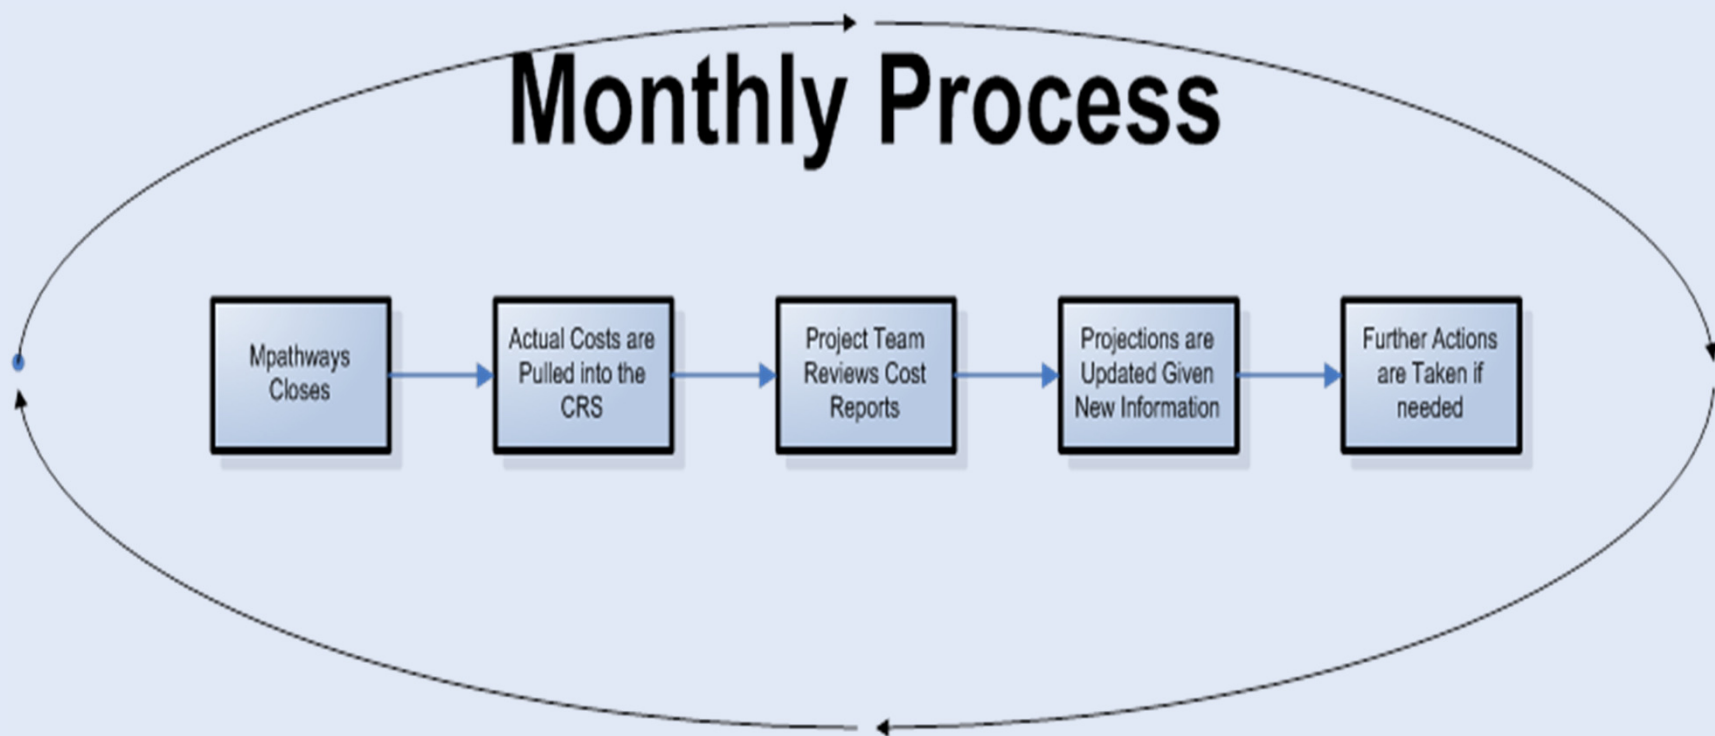 Monthly Process
Mpathways
Closes
Actual Costs are
Pulled into the
CRS
Project Team
Reviews Cost
Reports
Projections are
Updated Given
New Information
Further Actions
are Taken if
needed